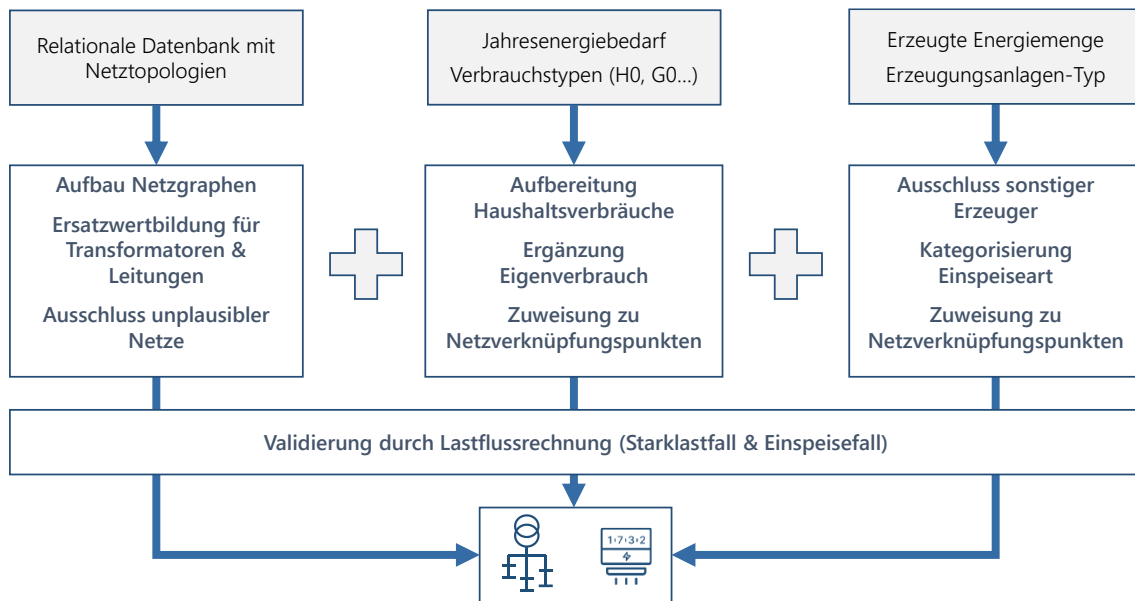 Relationale Datenbank mit
Netztopologien
Jahresenergiebedarf
Verbrauchstypen (H0, G0...)
Erzeugte Energiemenge
Erzeugungsanlagen-Typ
Aufbau Netzgraphen
Ersatzwertbildung für
Transformatoren &
Leitungen
Ausschluss unplausibler
Netze
Aufbereitung
Haushaltsverbräuche
Ergänzung
Eigenverbrauch
Zuweisung zu
Netzverknüpfungspunkten
Ausschluss sonstiger
Erzeuger
Kategorisierung
Einspeiseart
Zuweisung zu
Netzverknüpfungspunkten
Validierung durch Lastflussrechnung (Starklastfall & Einspeisefall)
1 7 3 2